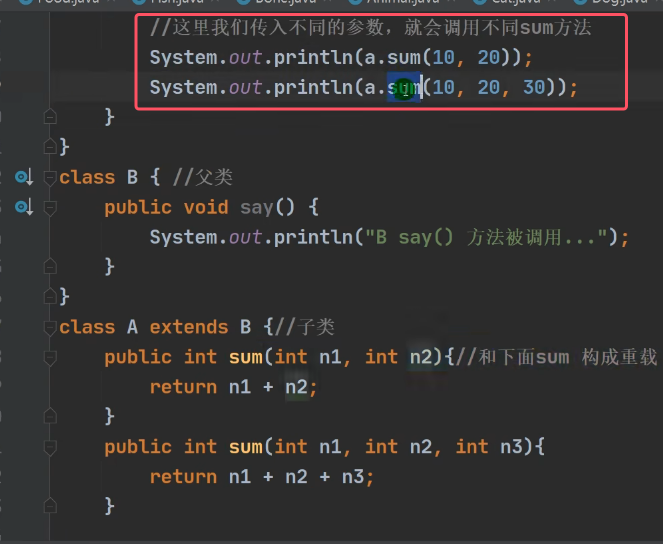 Food.java Fish.java Bone.java Animal.java Cat.java Dog.java
//这里我们传入不同的参数，就会调用不同sum方法
System.out.println(a.sum(10, 20));
System.out.println(a.sum(10, 20, 30));
}
}
class B { //父类
public void say() {
System.out.println("B say() 方法被调用...");
}
}
class A extends B {//子类
public int sum(int n1, int n2){//和下面sum 构成重载
return n1 + n2;
}
public int sum(int n1, int n2, int n3){
return n1 + n2 + n3;
}